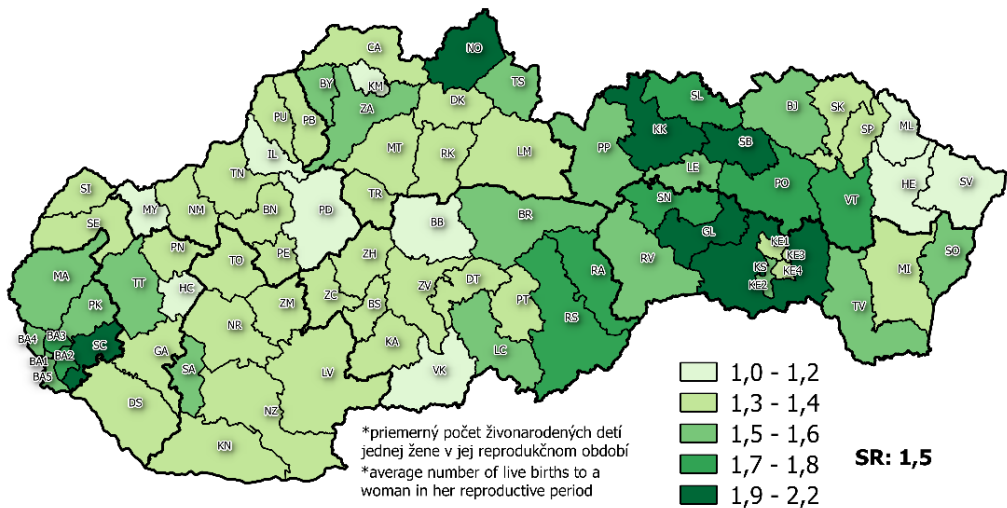 CA
NO
KM
BY
ZA
TS
PU
PB
DK
SL
BJ
SK
SP
ML
KK
SB
PP
LE
MT
RK
LM
IL
TN
PO
HE
SV
VT
SI
MY
NM
BN
PD
TR
BB
BR
SN
SE
PN
PE
TO
ZH
GL
KE1
KE3
KS
KE4
KE2
RV
MI
SO
MA
TT
HC
ZM
ZC
BS
ZV
DT
PT
RA
RS
TV
PK
BA4
BA3
SC
BA2
BA1
BA5
GA
SA
NR
KA
LC
VK
LV
DS
NZ
KN
1,0 - 1,2
1,3 - 1,4
1,5 - 1,6
1,7 - 1,8
1,9 - 2,2
SR: 1,5
*priemerný počet živonarodených detí
jednej žene v jej reprodukčnom období
*average number of live births to a
woman in her reproductive period